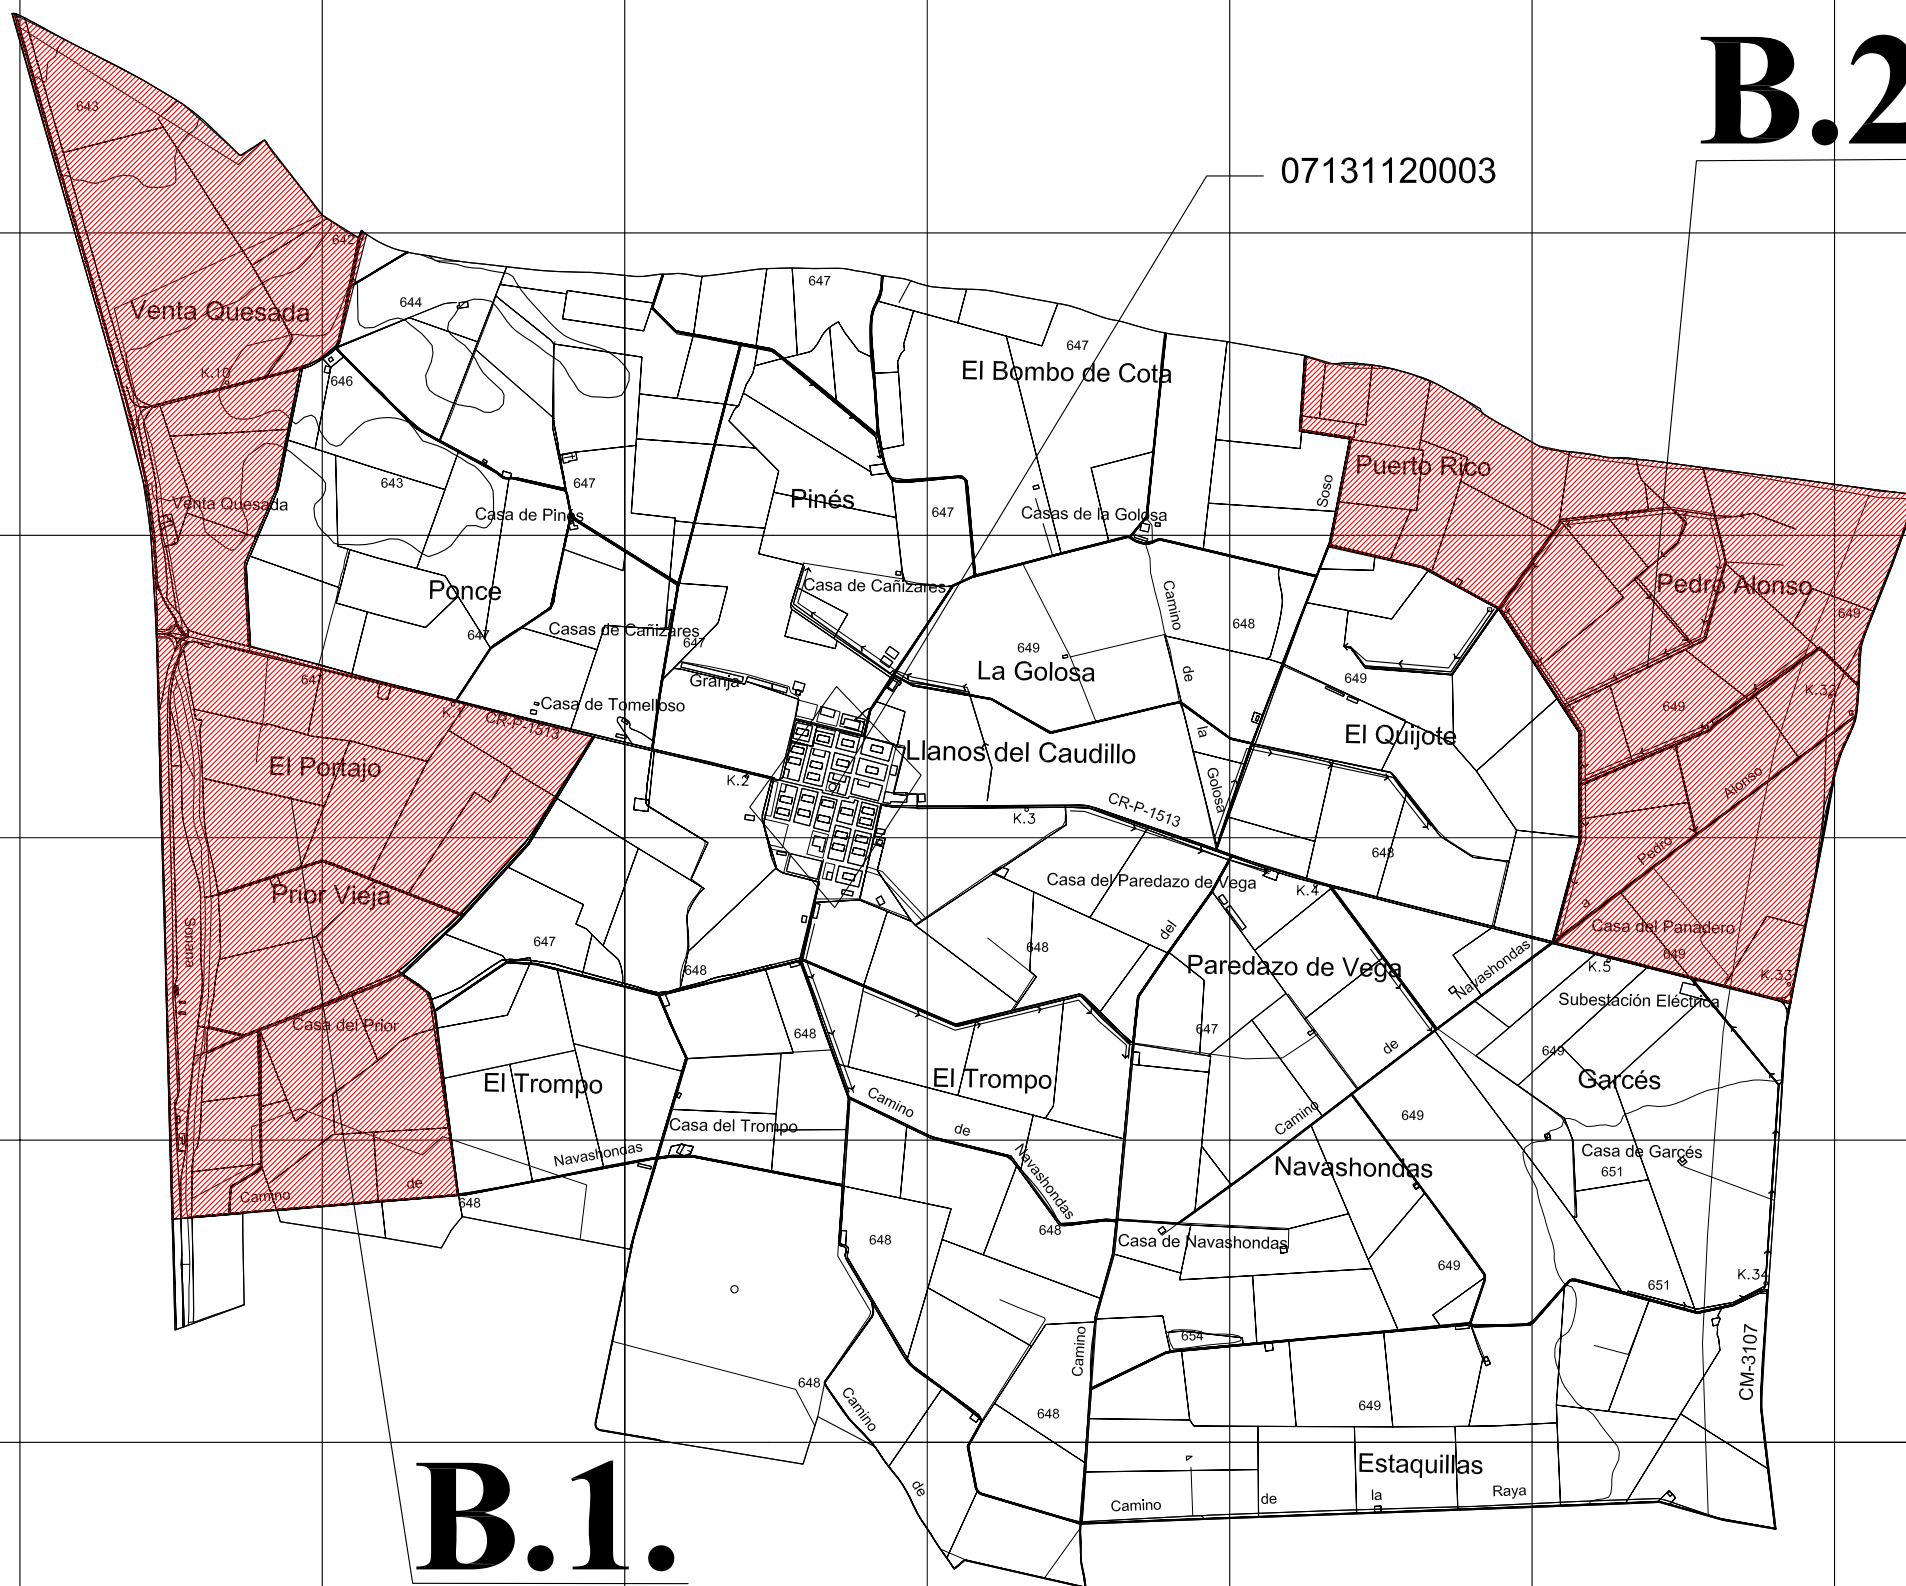 B.2
643
07131120003
642
647
644
Venta Quesada
647
El Bombo de Cota
K.10
646
Puerto Rico
643
647
Soso
Pinés
Venta Quesada
Casa de Pinés
647
Casas de la Golosa
Ponce
Casa de Cañizares
Pedro Alonso
Camino
649
647
Casas de Cañizares
647
648
649
La Golosa
de
Granja
649
K.32
647
K.1
CR-P-1513
Casa de Tomelloso
649
la
El Quijote
Llanos del Caudillo
El Portajo
K.2
Golosa
Alonso
CR-P-1513
K.3
Pedro
648
Casa del Paredazo de Vega
K.4
Prior Vieja
a
Casa del Panadero
Soriana
647
648
del
649
648
Paredazo de Vega
Navashondas
K.5
K.33
Subestación Eléctrica
Casa del Prior
648
647
de
649
El Trompo
El Trompo
Garcés
Camino
649
Camino
Casa del Trompo
de
Navashondas
Casa de Garcés
Navashondas
Navashondas
651
Camino
de
648
648
648
Casa de Navashondas
649
K.34
651
654
Camino
CM-3107
648
Camino
648
649
B.1.
Estaquillas
de
Camino
de
la
Raya